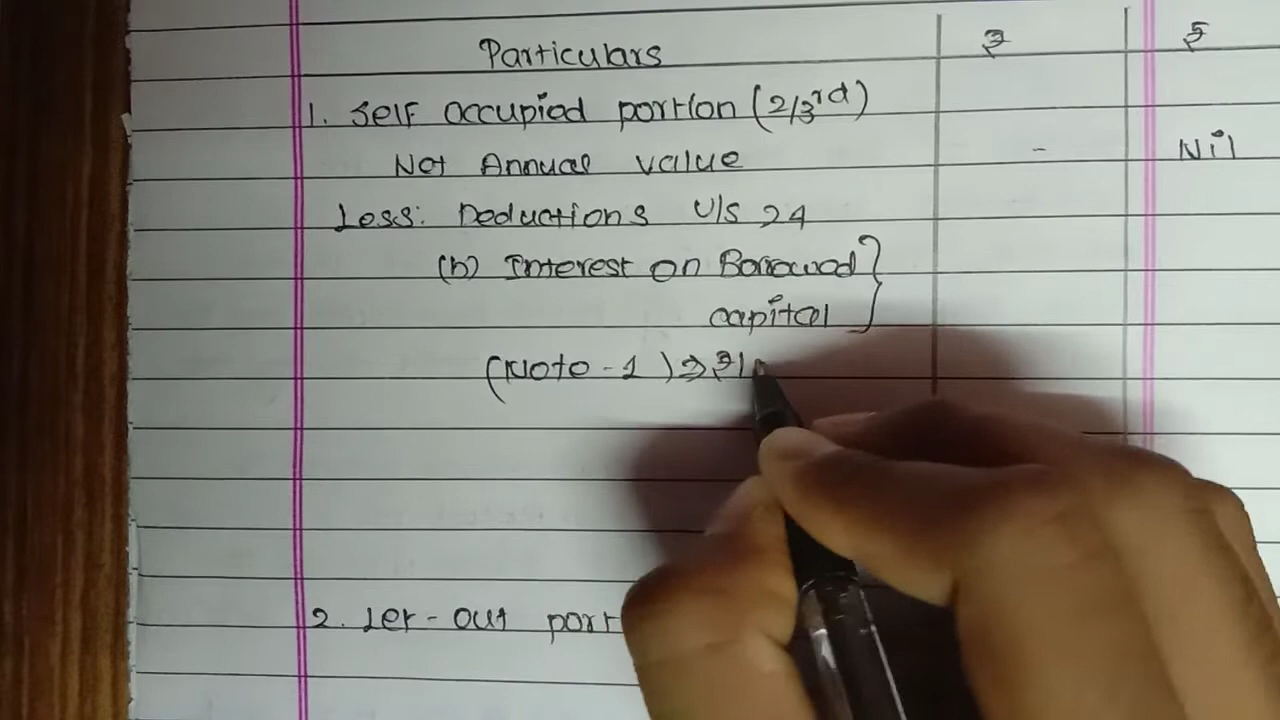 Particulars ₹ ₹
1. Self occupied portion (2/3rd)
Net Annual value - Nil
Less: Deductions U/S 24
(b) Interest on Borrowed }
capital
(Note - 1) ⇒ ₹1
2. Let-out port